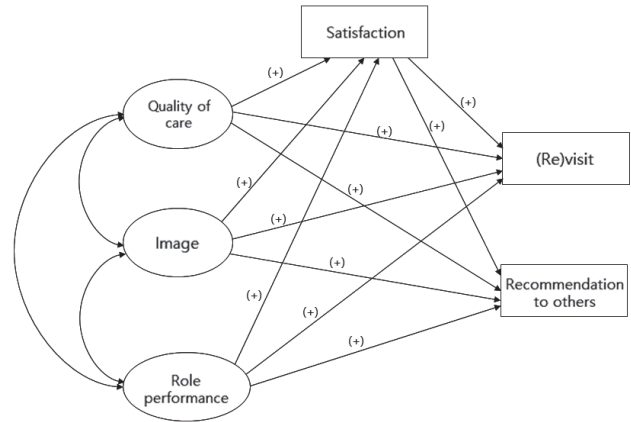 Satisfaction
(+)
(+)
Quality of
care
(+)
(+)
(Re)visit
(+)
(+)
Image
(+)
(+)
Recommendation
to others
(+)
(+)
(+)
Role
performance